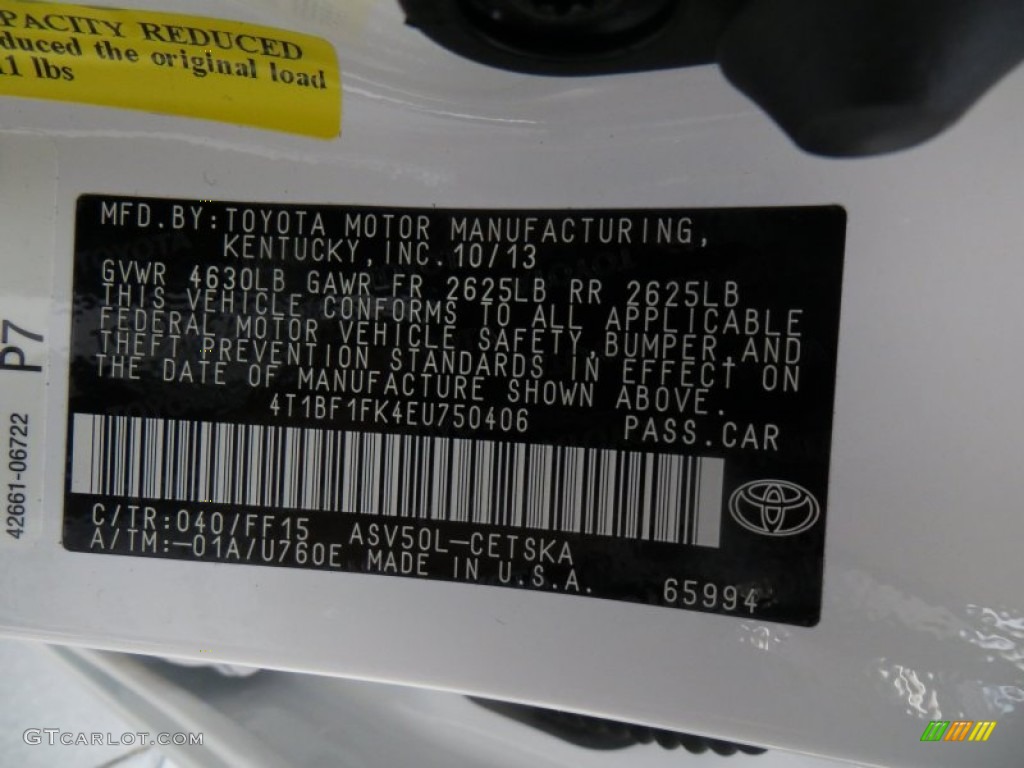 PACITY REDUCED
duced the original load
1 lbs
MFD.BY:TOYOTA MOTOR MANUFACTURING,
KENTUCKY,INC.10/13
GVWR 4630LB GAWR FR 2625LB RR 2625LB
THIS VEHICLE CONFORMS TO ALL APPLICABLE
FEDERAL MOTOR VEHICLE SAFETY,BUMPER,AND
THEFT PREVENTION STANDARDS IN EFFECT ON
THE DATE OF MANUFACTURE SHOWN ABOVE.
4T1BF1FK4EU750406
PASS.CAR
C/TR:040/FF15 ASV50L-CETSKA
A/TM:-01A/U760E MADE IN U.S.A.
65994
P7
42661-06722
GTCARLOT.COM